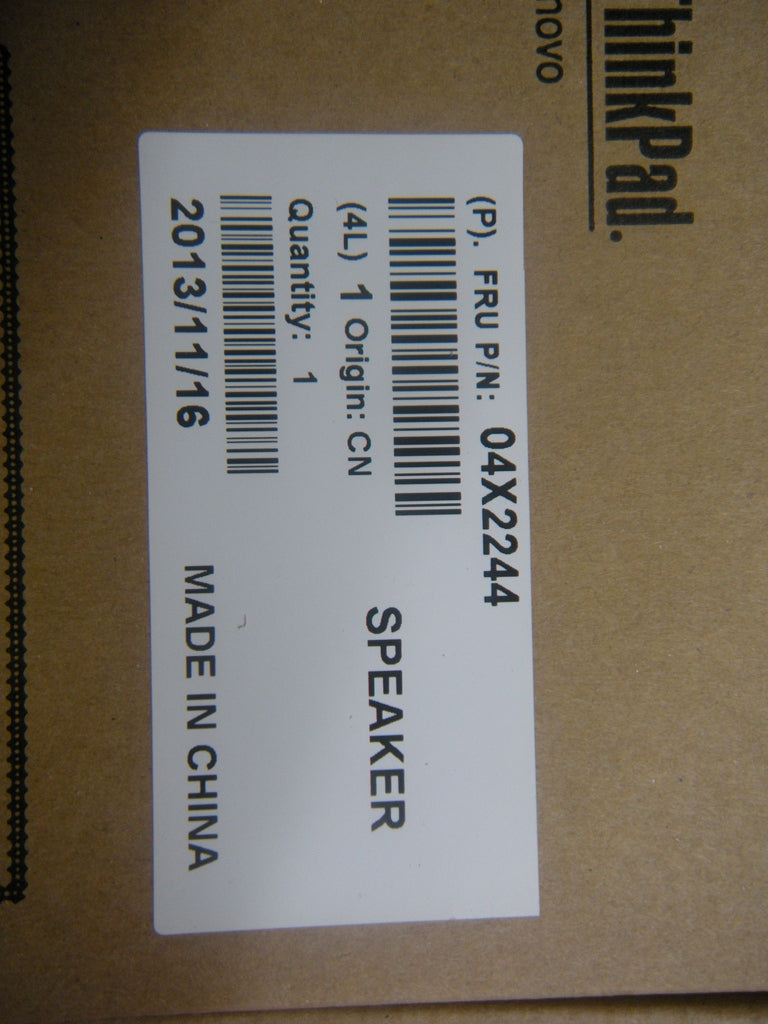 ThinkPad.
novo
(P). FRU P/N: 04X2244
SPEAKER
(4L) 1 Origin: CN
Quantity: 1
2013/11/16
MADE IN CHINA